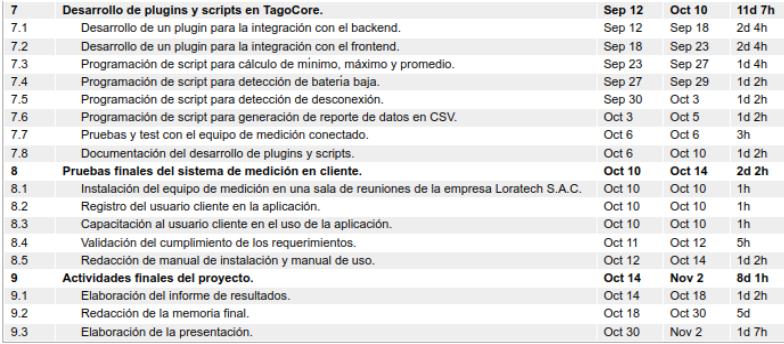 7 Desarrollo de plugins y scripts en TagoCore. Sep 12 Oct 10 11d 7h
7.1 Desarrollo de un plugin para la integración con el backend. Sep 12 Sep 18 2d 4h
7.2 Desarrollo de un plugin para la integración con el frontend. Sep 18 Sep 23 2d 4h
7.3 Programación de script para cálculo de mínimo, máximo y promedio. Sep 23 Sep 27 1d 4h
7.4 Programación de script para detección de batería baja. Sep 27 Sep 29 1d 2h
7.5 Programación de script para detección de desconexión. Sep 30 Oct 3 1d 2h
7.6 Programación de script para generación de reporte de datos en CSV. Oct 3 Oct 5 1d 2h
7.7 Pruebas y test con el equipo de medición conectado. Oct 6 Oct 6 3h
7.8 Documentación del desarrollo de plugins y scripts. Oct 6 Oct 10 1d 2h
8 Pruebas finales del sistema de medición en cliente. Oct 10 Oct 14 2d 2h
8.1 Instalación del equipo de medición en una sala de reuniones de la empresa Loratech S.A.C. Oct 10 Oct 10 1h
8.2 Registro del usuario cliente en la aplicación. Oct 10 Oct 10 1h
8.3 Capacitación al usuario cliente en el uso de la aplicación. Oct 10 Oct 10 1h
8.4 Validación del cumplimiento de los requerimientos. Oct 11 Oct 12 5h
8.5 Redacción de manual de instalación y manual de uso. Oct 12 Oct 14 1d 2h
9 Actividades finales del proyecto. Oct 14 Nov 2 8d 1h
9.1 Elaboración del informe de resultados. Oct 14 Oct 18 1d 2h
9.2 Redacción de la memoria final. Oct 18 Oct 30 5d
9.3 Elaboración de la presentación. Oct 30 Nov 2 1d 7h